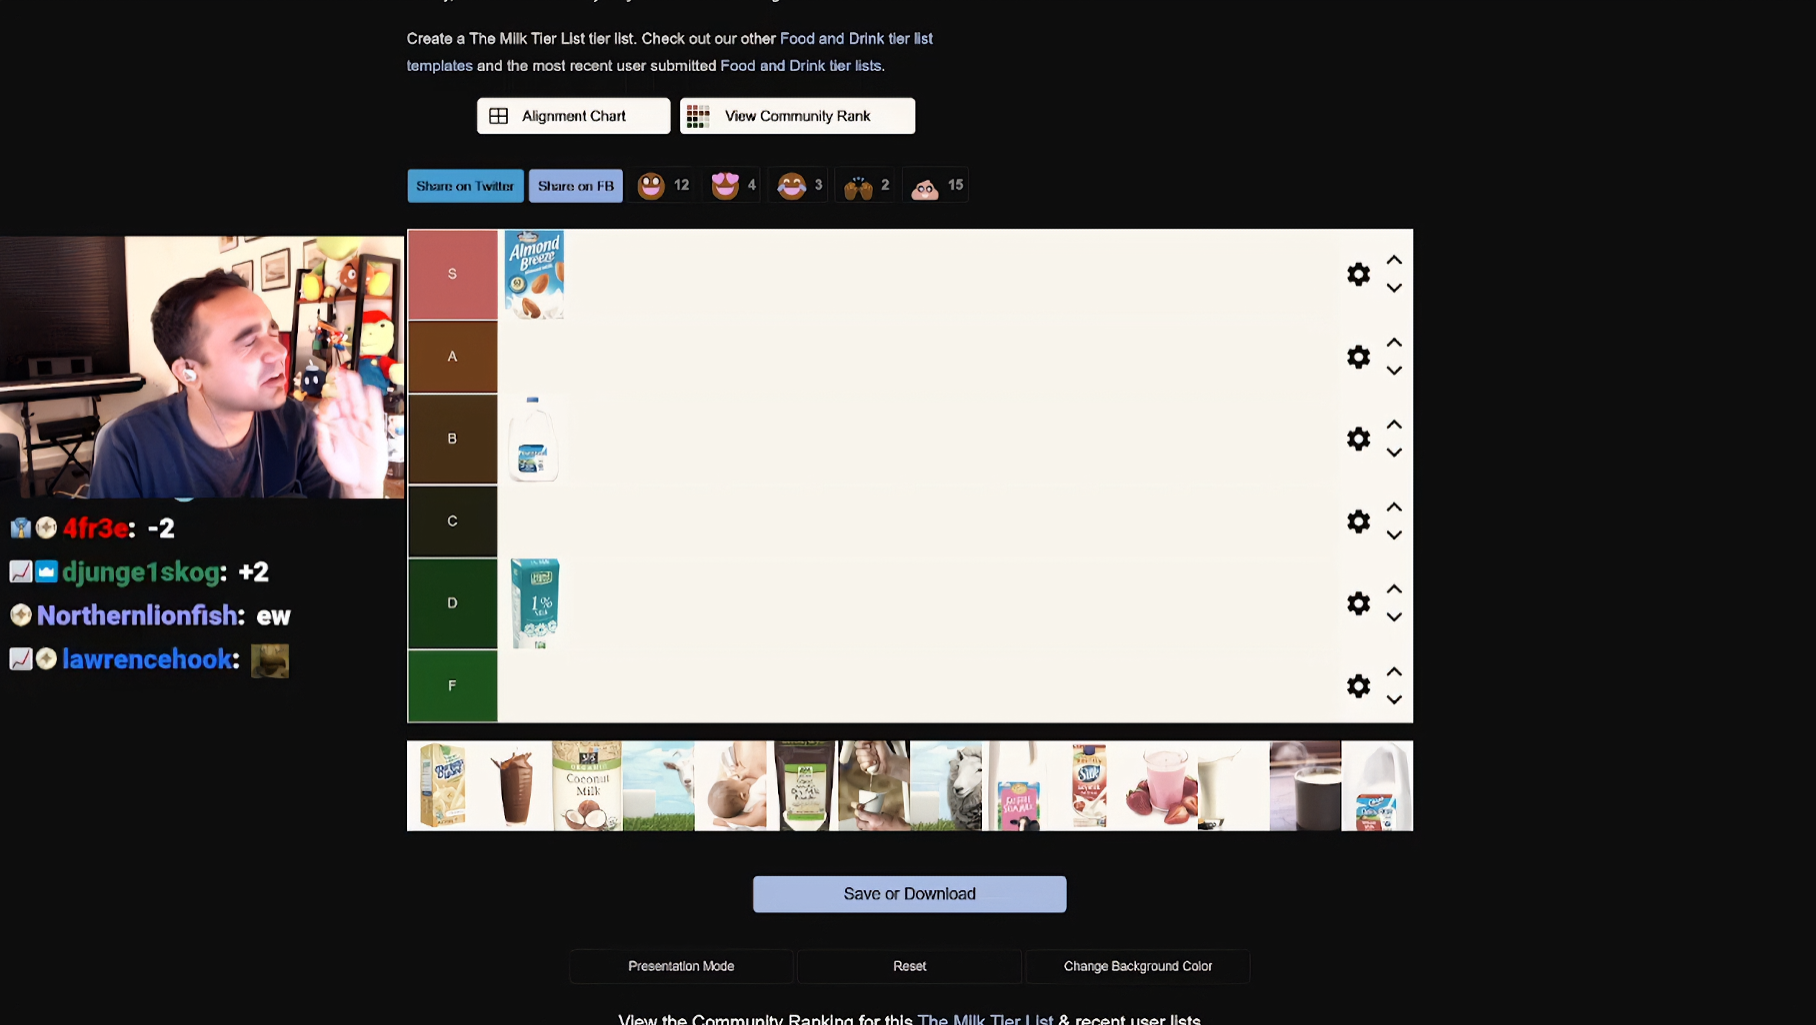 Create a The Milk Tier List tier list. Check out our other Food and Drink tier list
templates and the most recent user submitted Food and Drink tier lists.
Alignment Chart
View Community Rank
Share on Twitter
Share on FB
12
4
3
2
15
S
Almond
Breeze
A
B
C
D
1%
F
4fr3e: -2
djunge1skog: +2
Northernlionfish: ew
lawrencehook:
ORGANIC
Coconut
Milk
Silk
Save or Download
Presentation Mode
Reset
Change Background Color
View the Community Ranking for this The Milk Tier List & recent user lists